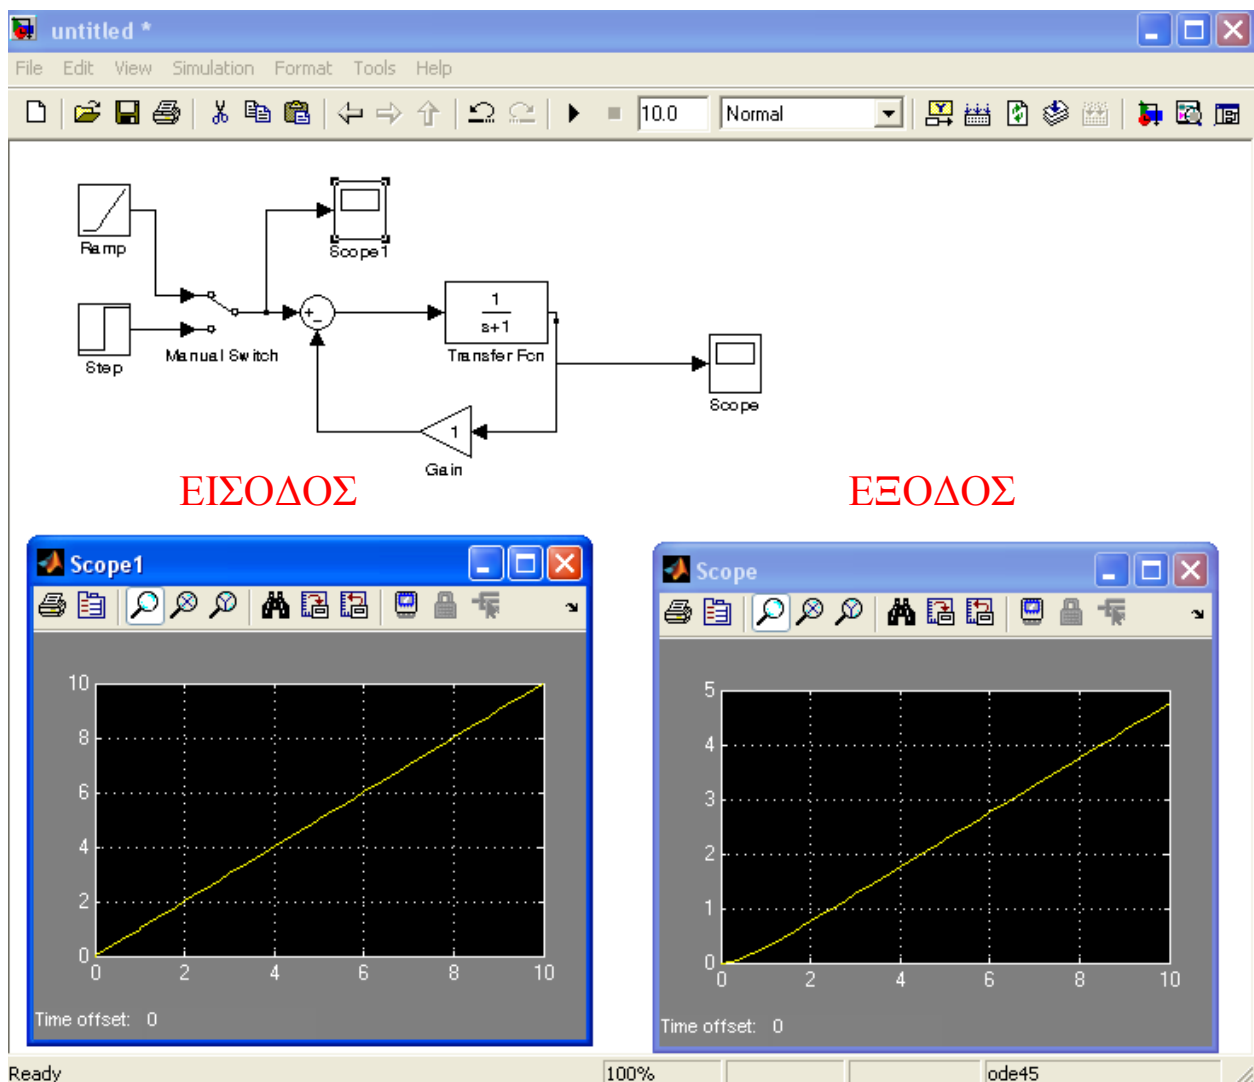 untitled *
File Edit View Simulation Format Tools Help
10.0 Normal
Ramp
Scope1
Step
Manual Switch
+
-
1
s+1
Transfer Fcn
Scope
1
Gain
ΕΙΣΟΔΟΣ
ΕΞΟΔΟΣ
Scope1
10
8
6
4
2
0
0 2 4 6 8 10
Time offset: 0
Scope
5
4
3
2
1
0
0 2 4 6 8 10
Time offset: 0
Ready 100% ode45